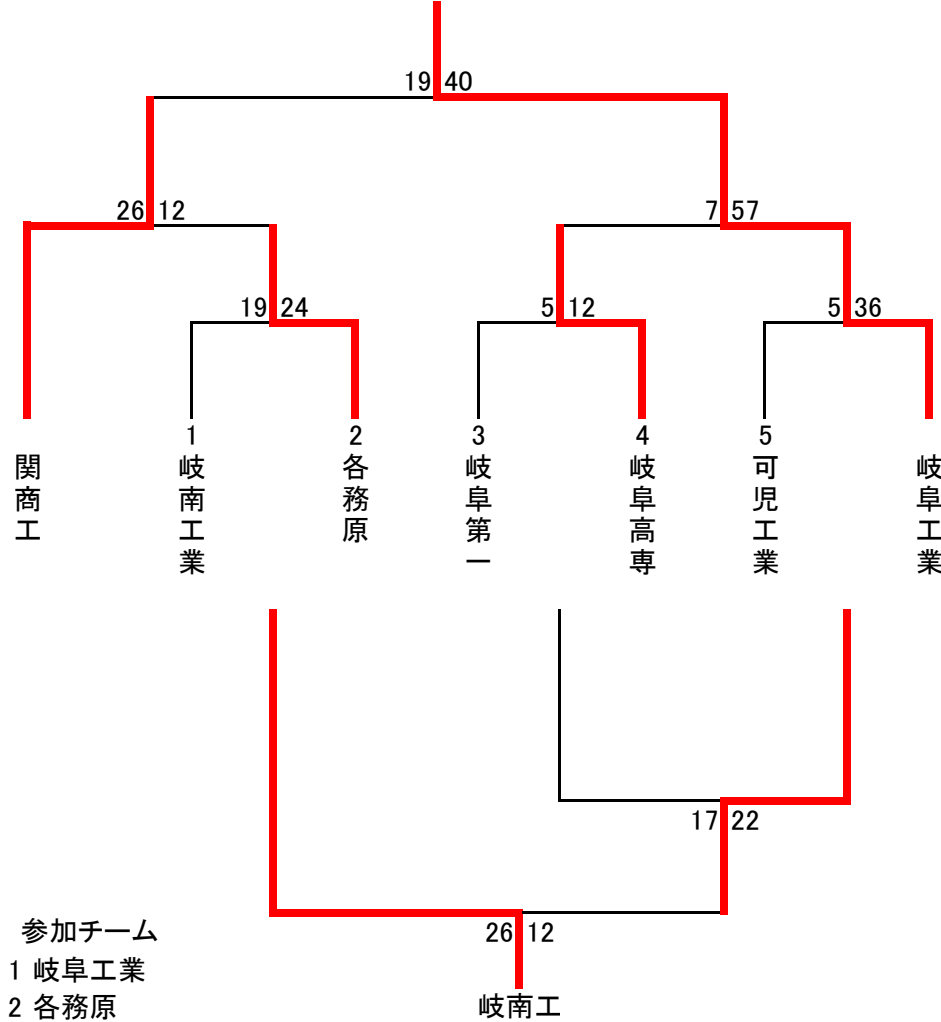 19 40
26 12
7 57
19 24
5 12
5 36
1
2
3
4
5
関商工
岐南工業
各務原
岐阜第一
岐阜高専
可児工業
岐阜工業
17 22
26 12
岐南工
参加チーム
1 岐阜工業
2 各務原